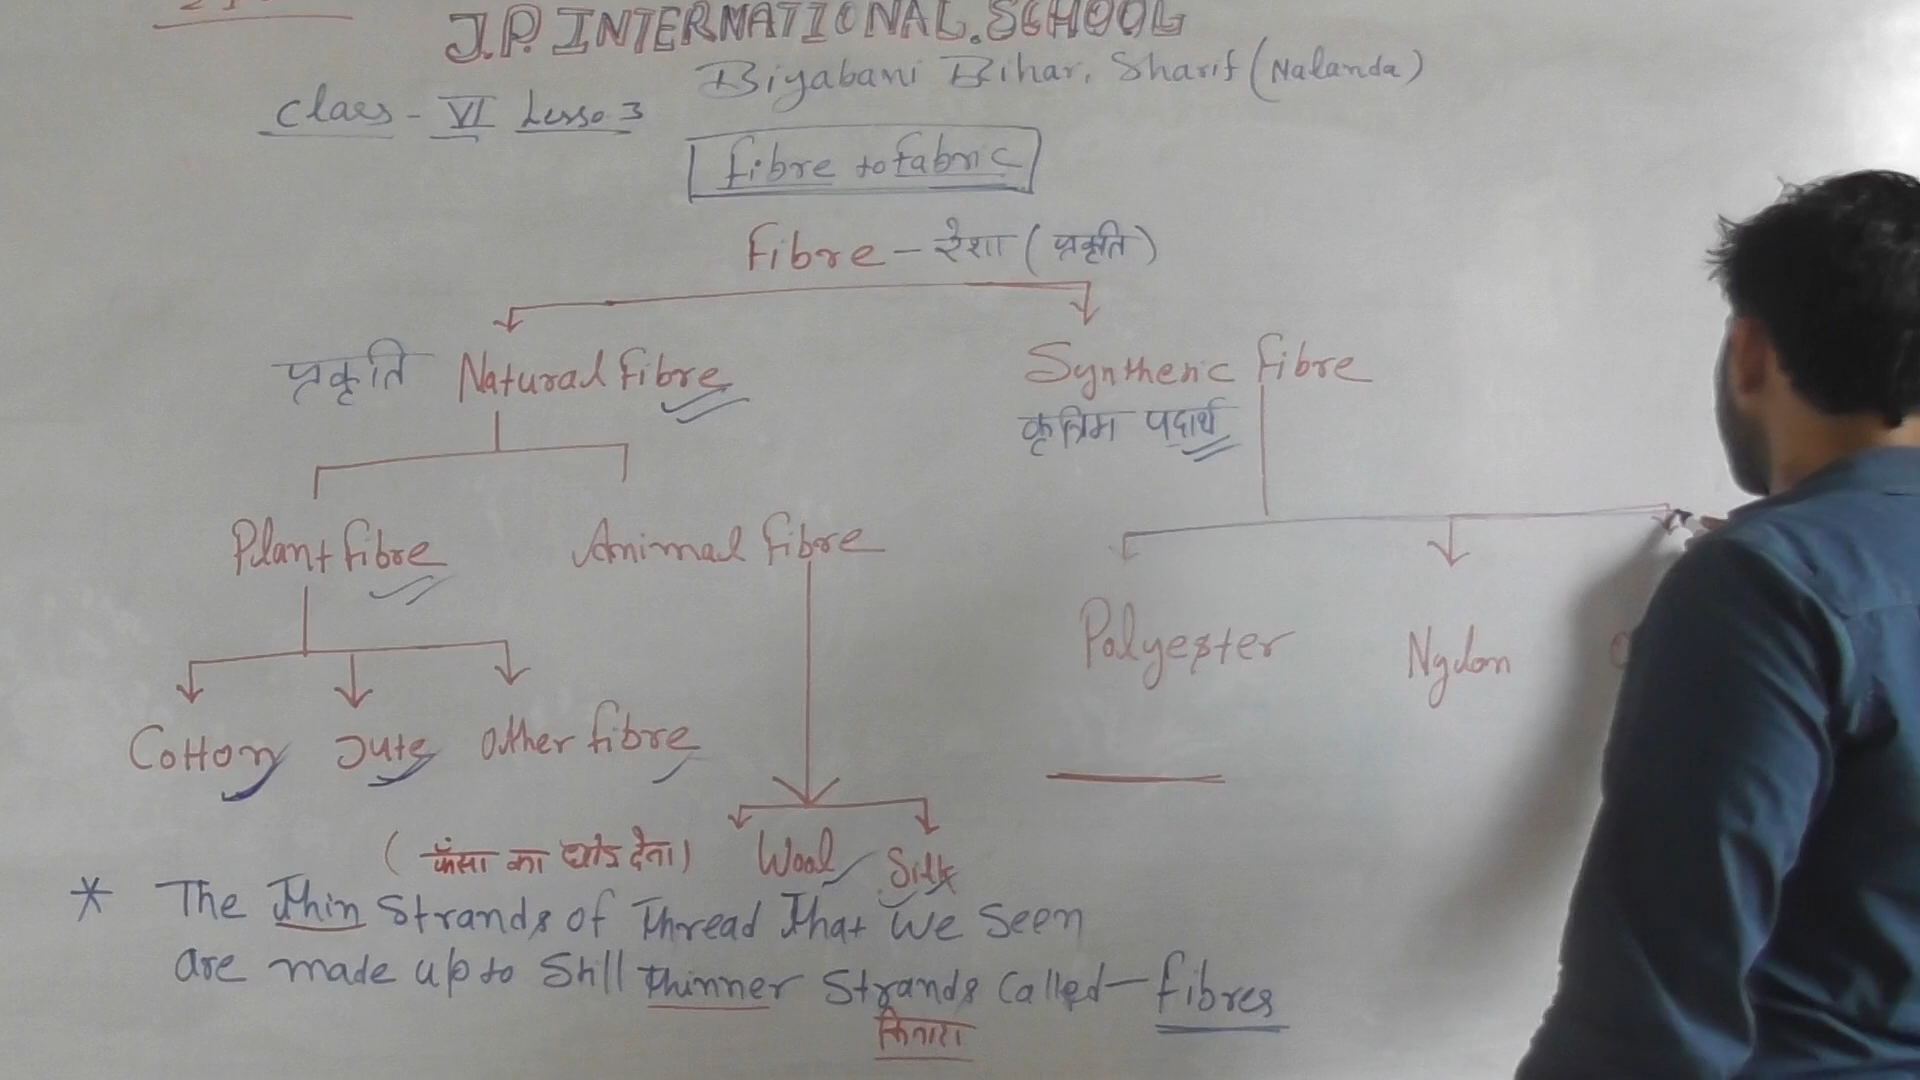 J.P. INTERNATIONAL. SCHOOL
Biyabani Bihar, Sharif (Nalanda)
Class - VI Lesso. 3
Fibre to Fabric
Fibre - रेशा ( प्रकृति )
प्रकृति Natural Fibre
Synthetic Fibre
कृत्रिम पदार्थ
Plant Fibre
Animal Fibre
Polyester
Nylon
Cotton
Jute
Other Fibre
Wool
Silk
* The Thin Strands of Thread That we Seen
are made up to Still thinner Strands Called - Fibres
किनारा